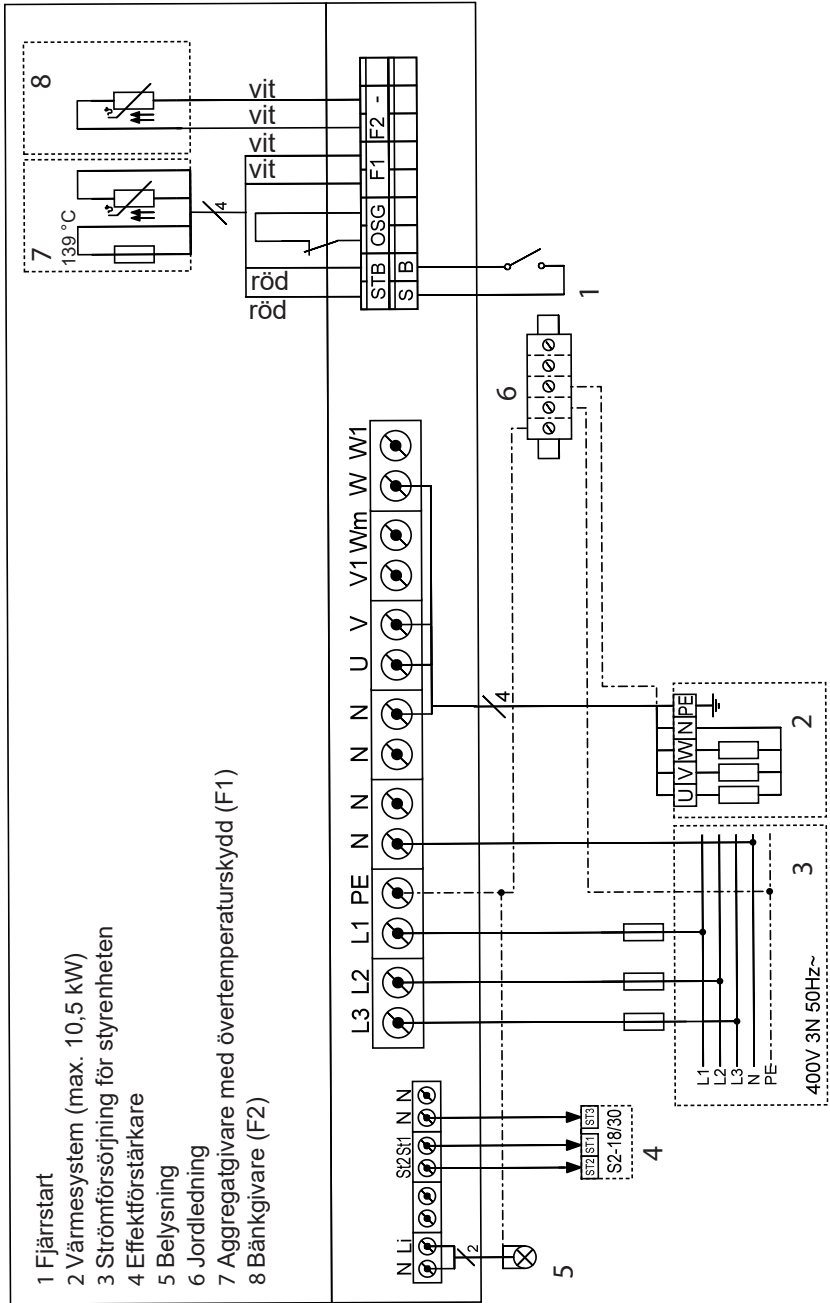 1 Fjärrstart
2 Värmesystem (max. 10,5 kW)
3 Strömförsörjning för styrenheten
4 Effektförstärkare
5 Belysning
6 Jordledning
7 Aggregatgivare med övertemperaturskydd (F1)
8 Bänkgivare (F2)
7
139 °C
8
4
röd
röd
vit
vit
vit
vit
STB OSG F1 F2 -
S B
1
N Li St2 St1 N N
L3 L2 L1 PE N N N N U V V1 Wm W W1
6
2
4
5
ST2 ST1 ST3
S2-18/30
4
L1
L2
L3
N
PE
400V 3N 50Hz~
3
U V W N PE
2